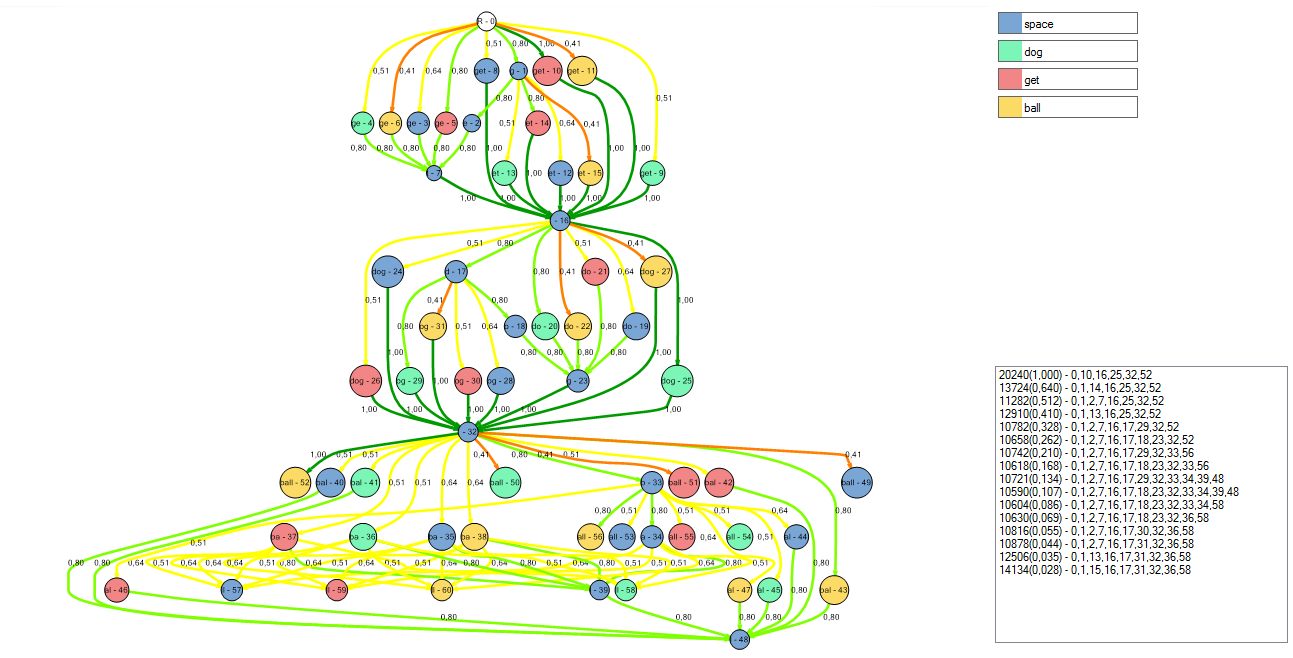 R - 0
space
dog
get
ball
0,51 0,80 1,00 0,41
0,51 0,41 0,64 0,80 get - 8 g - 1 get - 10 get - 11
0,80 0,80 0,51
ge - 4 ge - 6 ge - 3 ge - 5 e - 2 0,51 et - 14 0,64 0,41
0,80 0,80 0,80 0,80 0,80 1,00 1,00 1,00
t - 7 et - 13 1,00 et - 12 et - 15 get - 9
1,00 1,00 1,00 1,00 1,00
- 16
0,51 0,80 0,51 0,41
dog - 24 d - 17 0,80 0,41 do - 21 0,64 dog - 27
0,51 0,41 0,80 1,00
0,80 og - 31 0,51 0,64 o - 18 do - 20 do - 22 0,80 do - 19
1,00 0,80 0,80 0,80 0,80 1,00
dog - 26 og - 29 1,00 og - 30 og - 28 g - 23 dog - 25
1,00 1,00 1,00 1,00 1,00
- 32
1,00 0,51 0,51 0,41 0,80 0,41 0,51 0,41
ball - 52 bal - 40 bal - 41 0,51 0,51 0,64 0,64 ball - 50 b - 33 ball - 51 bal - 42 ball - 49
0,80 0,51 0,80 0,51 0,51 0,64 0,80
0,51 ba - 37 ba - 36 ba - 35 ba - 38 all - 56 all - 53 a - 34 all - 55 0,64 all - 54 al - 44
0,80 0,80 0,64 0,51 0,64 0,51 0,80 0,51 0,64 0,51 0,64 0,80 0,64 0,80 0,51 0,64 0,51 0,51 0,64 0,80 0,51 0,80
al - 46 l - 57 l - 59 l - 60 l - 39 l - 58 al - 47 al - 45 0,80 bal - 43
0,80 0,80 0,80 0,80
l - 48
20240(1,000) - 0,10,16,25,32,52
13724(0,640) - 0,1,14,16,25,32,52
11282(0,512) - 0,1,2,7,16,25,32,52
12910(0,410) - 0,1,13,16,25,32,52
10782(0,328) - 0,1,2,7,16,17,29,32,52
10658(0,262) - 0,1,2,7,16,17,18,23,32,52
10742(0,210) - 0,1,2,7,16,17,29,32,33,56
10618(0,168) - 0,1,2,7,16,17,18,23,32,33,56
10721(0,134) - 0,1,2,7,16,17,29,32,33,34,39,48
10590(0,107) - 0,1,2,7,16,17,18,23,32,33,34,39,48
10604(0,086) - 0,1,2,7,16,17,18,23,32,33,34,58
10630(0,069) - 0,1,2,7,16,17,18,23,32,36,58
10816(0,055) - 0,1,2,7,16,17,30,32,36,58
10878(0,044) - 0,1,2,7,16,17,31,32,36,58
12506(0,035) - 0,1,13,16,17,31,32,36,58
14134(0,028) - 0,1,15,16,17,31,32,36,58